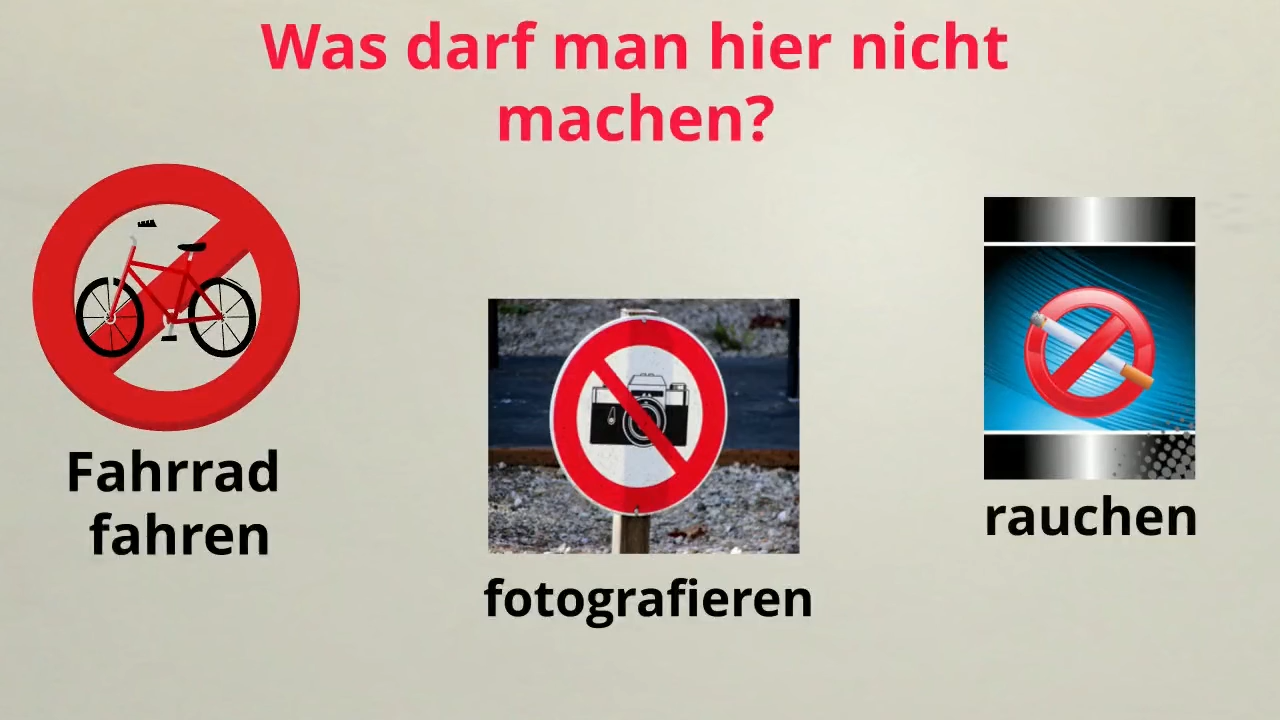 Was darf man hier nicht
machen?
Fahrrad
fahren
fotografieren
rauchen